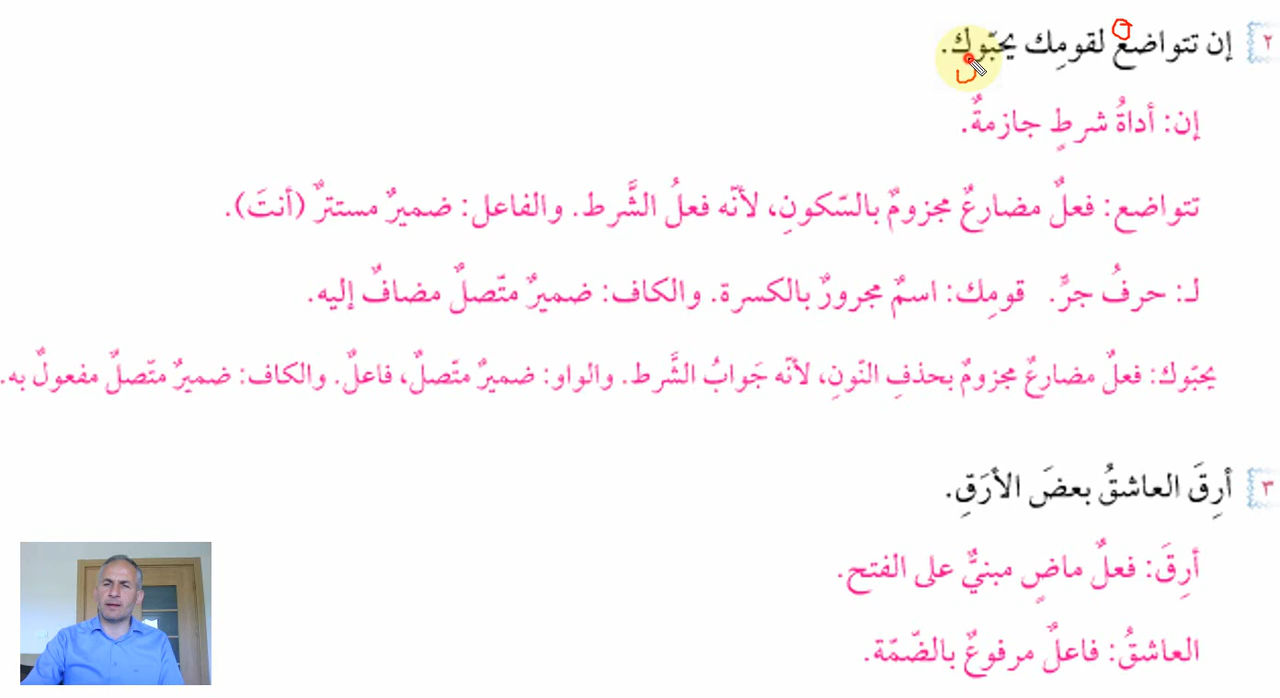 ٢ إن تتواضع لقومِك يحبّوك.
إن: أداةُ شرطٍ جازمةٌ.
تتواضع: فعلٌ مضارعٌ مجزومٌ بالسّكونِ، لأنّه فعلُ الشَّرط. والفاعل: ضميرٌ مستترٌ (أنتَ).
لـ: حرفُ جرٍّ. قومِك: اسمٌ مجرورٌ بالكسرة. والكاف: ضميرٌ متّصلٌ مضافٌ إليه.
يحبّوك: فعلٌ مضارعٌ مجزومٌ بحذفِ النّونِ، لأنّه جَوابُ الشَّرط. والواو: ضميرٌ متّصلٌ، فاعلٌ. والكاف: ضميرٌ متّصلٌ مفعولٌ به.
٣ أرِقَ العاشقُ بعضَ الأرَقِ.
أرِقَ: فعلٌ ماضٍ مبنيٌّ على الفتح.
العاشقُ: فاعلٌ مرفوعٌ بالضّمّة.